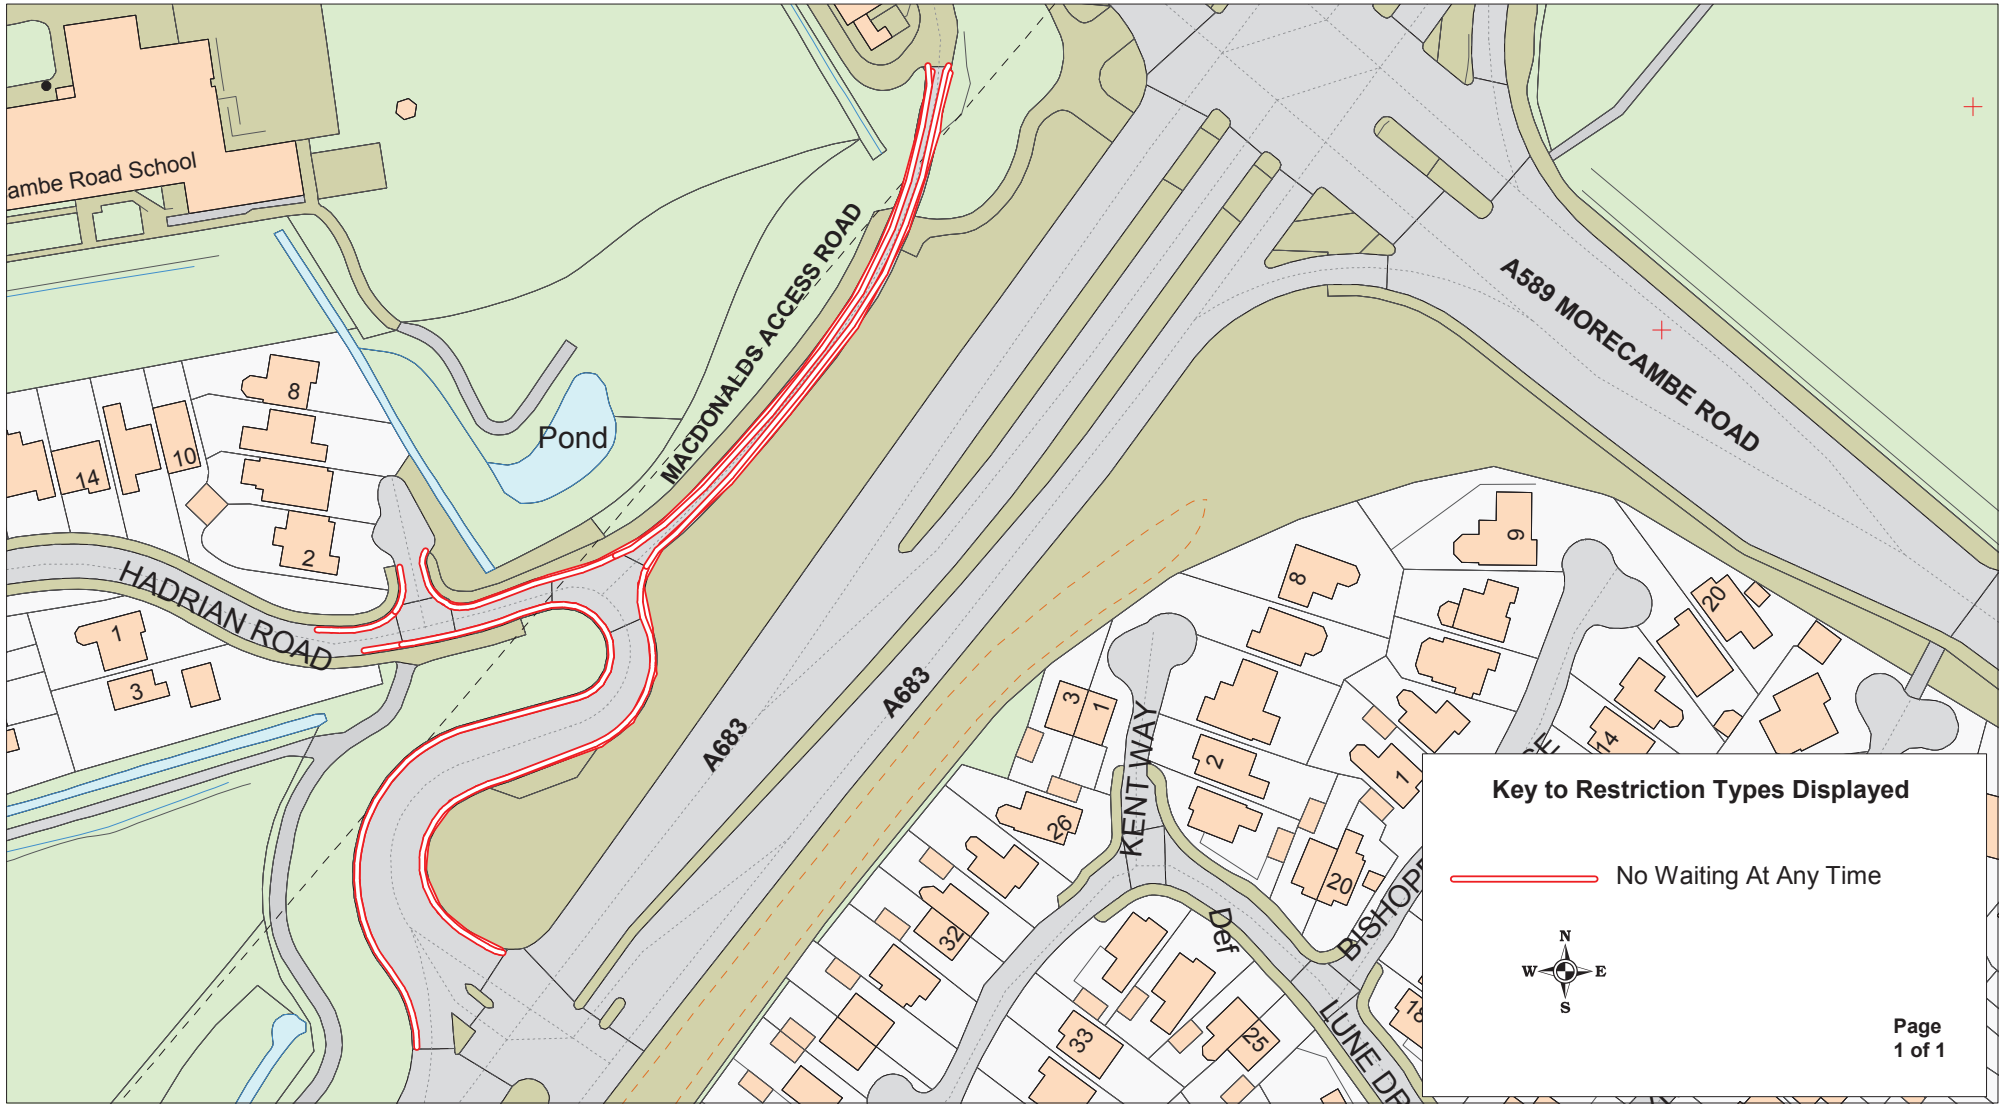 ambe Road School
MACDONALDS ACCESS ROAD
A589 MORECAMBE ROAD
8
14
10
Pond
2
HADRIAN ROAD
1
3
A683
A683
9
8
20
3
1
KENT WAY
2
1
14
26
20
BISHOP
32
Def
33
25
18
LUNE DR
Key to Restriction Types Displayed
No Waiting At Any Time
N
W E
S
Page
1 of 1